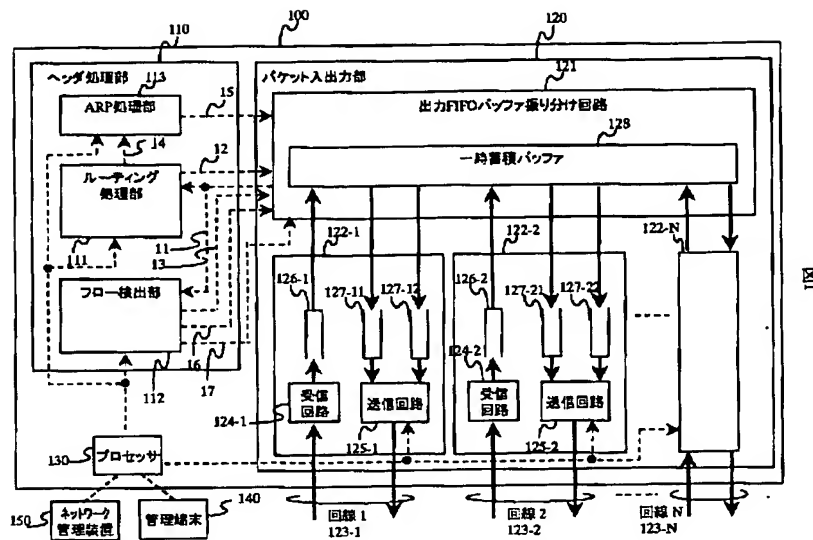 100
110
120
ヘッダ処理部
113
ARP処理部
15
14
12
ルーティング
処理部
111
11
13
フロー検出部
112
16
17
パケット入出力部
121
出力FIFOバッファ振り分け回路
128
一時蓄積バッファ
122-1
122-2
122-N
126-1
127-11
127-12
126-2
127-21
127-22
124-2
受信
回路
124-1
送信回路
125-1
受信
回路
送信回路
125-2
130
プロセッサ
150
ネットワーク
管理装置
140
管理端末
回線1
123-1
回線2
123-2
回線N
123-N
図1